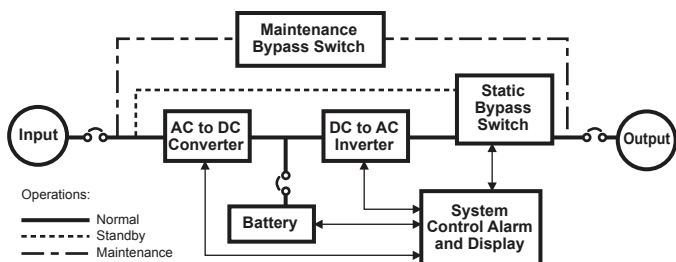 Maintenance
Bypass Switch
Static
Bypass
Switch
Input
AC to DC
Converter
DC to AC
Inverter
Output
Operations:
Normal
Standby
Maintenance
Battery
System
Control Alarm
and Display